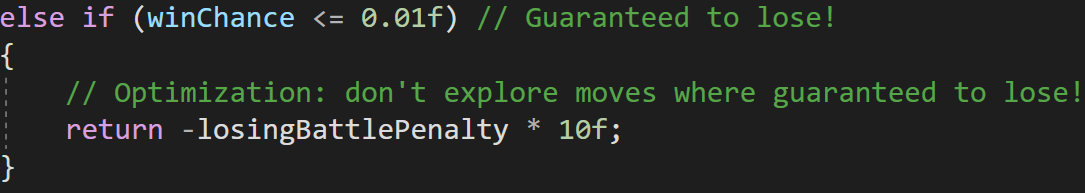 else if (winChance <= 0.01f) // Guaranteed to lose!
{
// Optimization: don't explore moves where guaranteed to lose!
return -losingBattlePenalty * 10f;
}